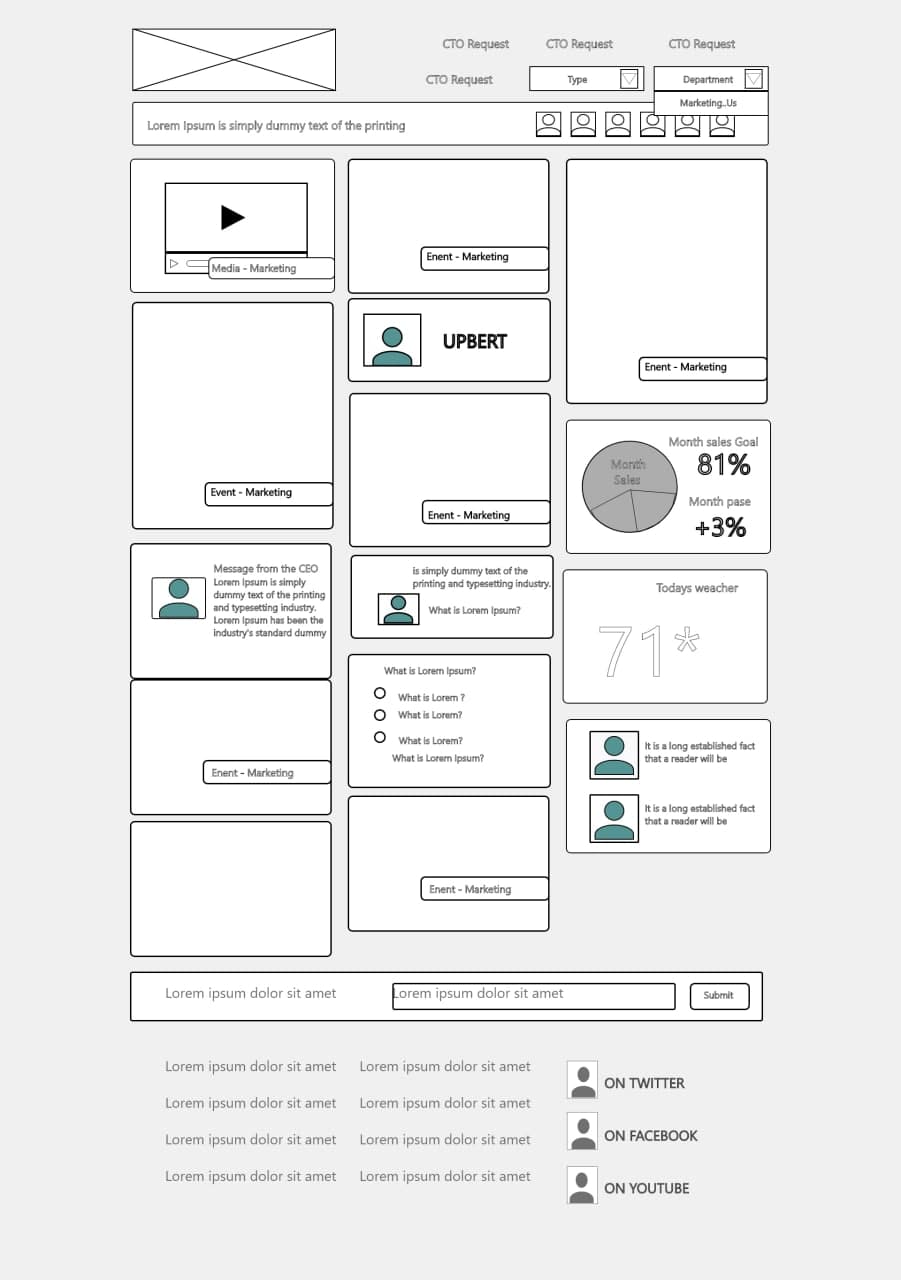 CTO Request
CTO Request
CTO Request
CTO Request
Type
Department
Marketing..Us
Lorem Ipsum is simply dummy text of the printing
Media - Marketing
Event - Marketing
Message from the CEO
Lorem Ipsum is simply
dummy text of the printing
and typesetting industry.
Lorem Ipsum has been the
industry's standard dummy
Enent - Marketing
Enent - Marketing
UPBERT
Enent - Marketing
is simply dummy text of the
printing and typesetting industry.
What is Lorem Ipsum?
What is Lorem Ipsum?
What is Lorem ?
What is Lorem?
What is Lorem?
What is Lorem Ipsum?
Enent - Marketing
Enent - Marketing
Month
Sales
Month sales Goal
81%
Month pase
+3%
Todays weacher
71*
It is a long established fact
that a reader will be
It is a long established fact
that a reader will be
Lorem ipsum dolor sit amet
Lorem ipsum dolor sit amet
Submit
Lorem ipsum dolor sit amet
Lorem ipsum dolor sit amet
Lorem ipsum dolor sit amet
Lorem ipsum dolor sit amet
Lorem ipsum dolor sit amet
Lorem ipsum dolor sit amet
Lorem ipsum dolor sit amet
Lorem ipsum dolor sit amet
ON TWITTER
ON FACEBOOK
ON YOUTUBE